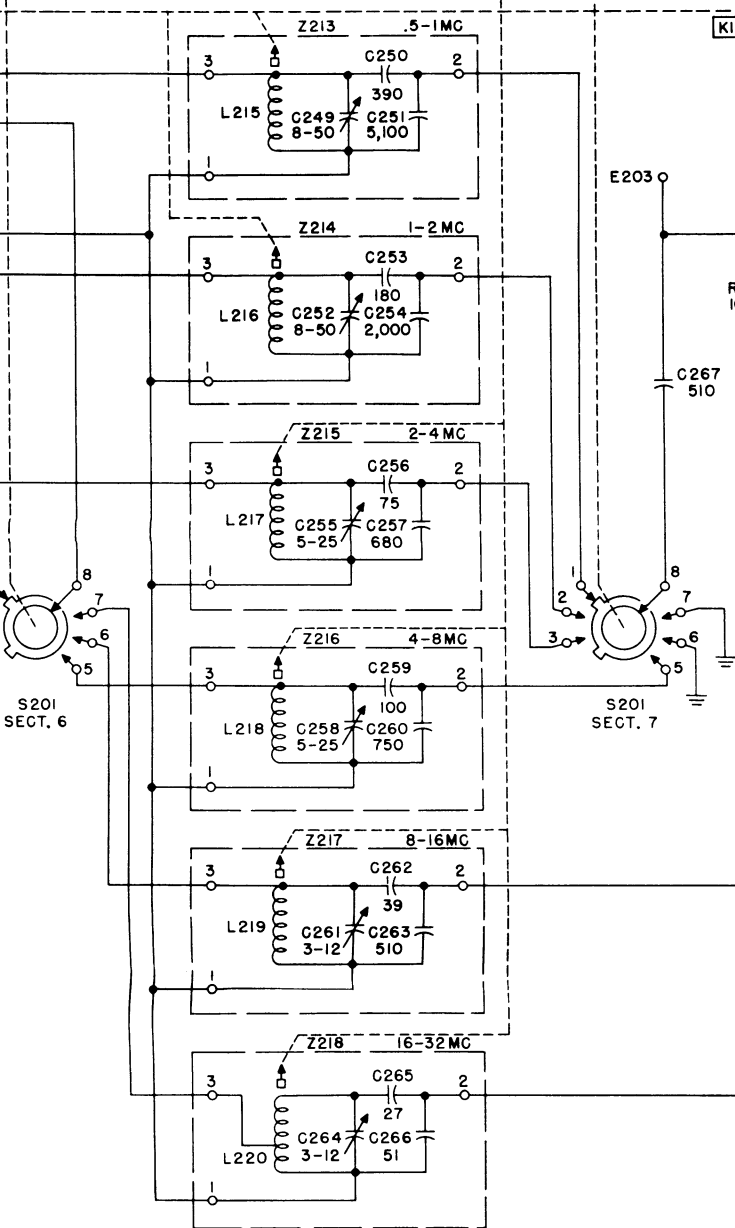 Z213 .5-1MC
KI
3
C250
390
2
L215
C249
8-50
C251
5,100
1
E203
Z214 1-2MC
3
C253
180
2
L216
C252
8-50
C254
2,000
1
R
C267
510
Z215 2-4MC
3
C256
75
2
L217
C255
5-25
C257
680
1
8
7
6
5
S201
SECT. 6
1
2
3
8
7
6
5
S201
SECT. 7
Z216 4-8MC
3
C259
100
2
L218
C258
5-25
C260
750
1
Z217 8-16MC
3
C262
39
2
L219
C261
3-12
C263
510
1
Z218 16-32MC
3
C265
27
2
L220
C264
3-12
C266
51
1